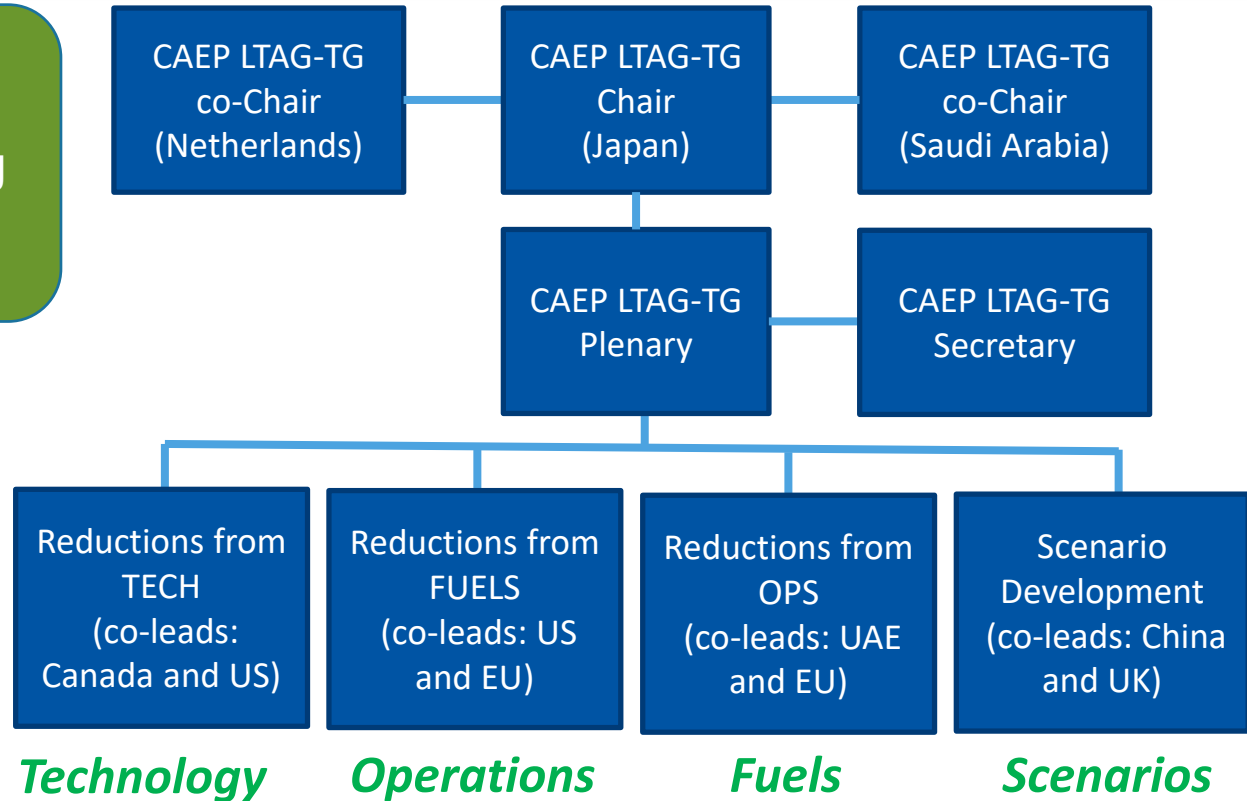 CAEP LTAG-TG
co-Chair
(Netherlands)
CAEP LTAG-TG
Chair
(Japan)
CAEP LTAG-TG
co-Chair
(Saudi Arabia)
CAEP LTAG-TG
Plenary
CAEP LTAG-TG
Secretary
Reductions from
TECH
(co-leads:
Canada and US)
Reductions from
FUELS
(co-leads: US
and EU)
Reductions from
OPS
(co-leads: UAE
and EU)
Scenario
Development
(co-leads: China
and UK)
Technology
Operations
Fuels
Scenarios